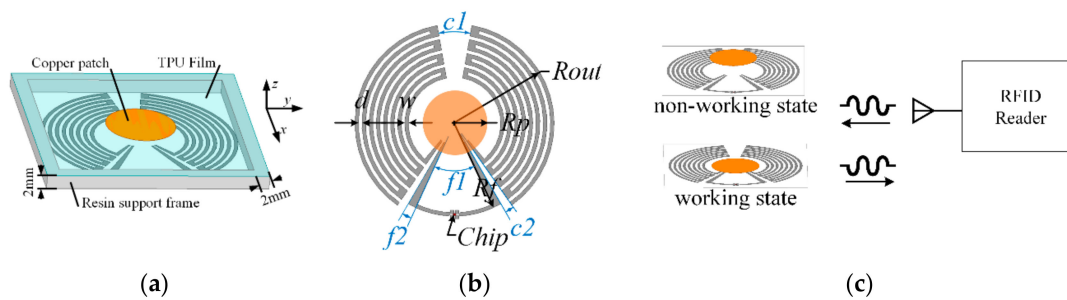 Copper patch
TPU Film
z
y
x
2mm
2mm
Resin support frame
(a)
c1
Rout
d
w
Rp
f1
Rf
f2
Chip
c2
(b)
non-working state
working state
RFID
Reader
(c)